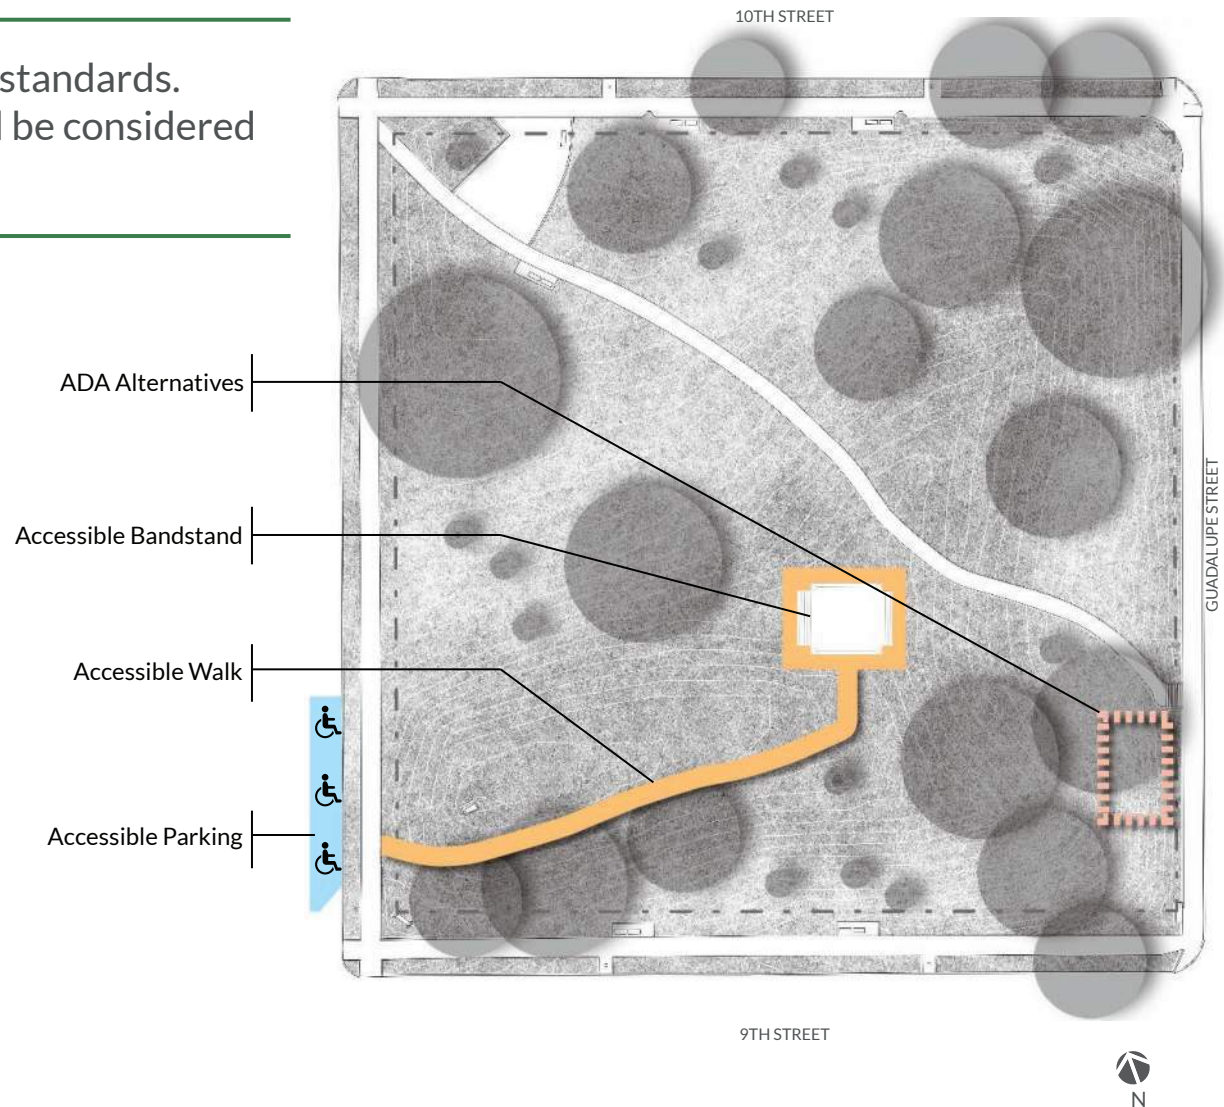 10TH STREET
standards.
be considered
ADA Alternatives
Accessible Bandstand
GUADALUPE STREET
Accessible Walk
Accessible Parking
9TH STREET
N